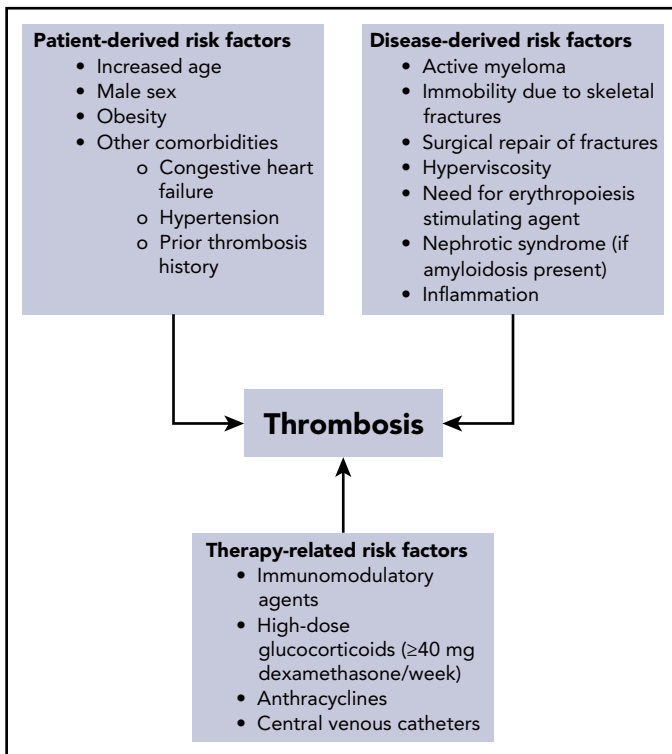 Patient-derived risk factors
• Increased age
• Male sex
• Obesity
• Other comorbidities
o Congestive heart
failure
o Hypertension
o Prior thrombosis
history
Disease-derived risk factors
• Active myeloma
• Immobility due to skeletal
fractures
• Surgical repair of fractures
• Hyperviscosity
• Need for erythropoiesis
stimulating agent
• Nephrotic syndrome (if
amyloidosis present)
• Inflammation
Thrombosis
Therapy-related risk factors
• Immunomodulatory
agents
• High-dose
glucocorticoids (≥40 mg
dexamethasone/week)
• Anthracyclines
• Central venous catheters